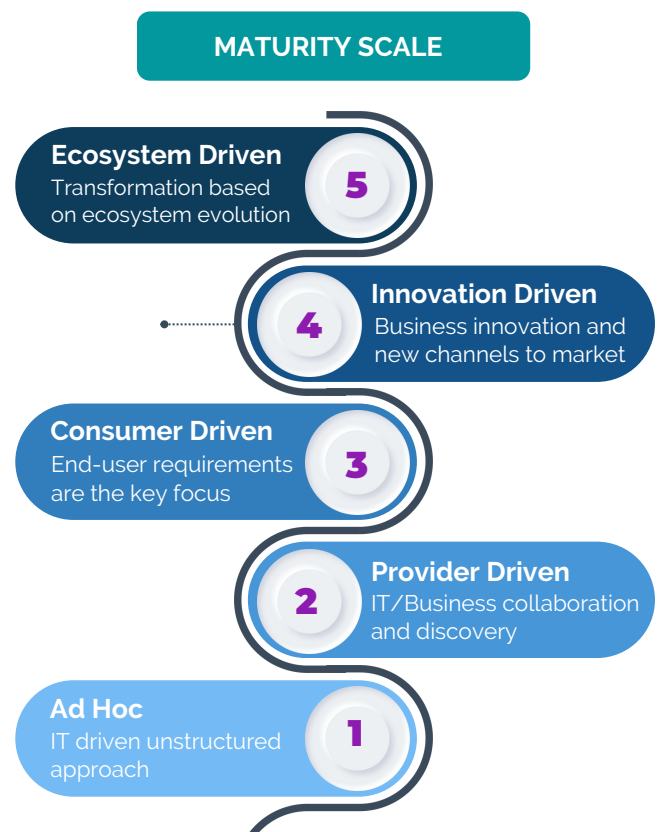 MATURITY SCALE
Ecosystem Driven
Transformation based
on ecosystem evolution
5
4
Innovation Driven
Business innovation and
new channels to market
Consumer Driven
End-user requirements
are the key focus
3
2
Provider Driven
IT/Business collaboration
and discovery
Ad Hoc
IT driven unstructured
approach
1